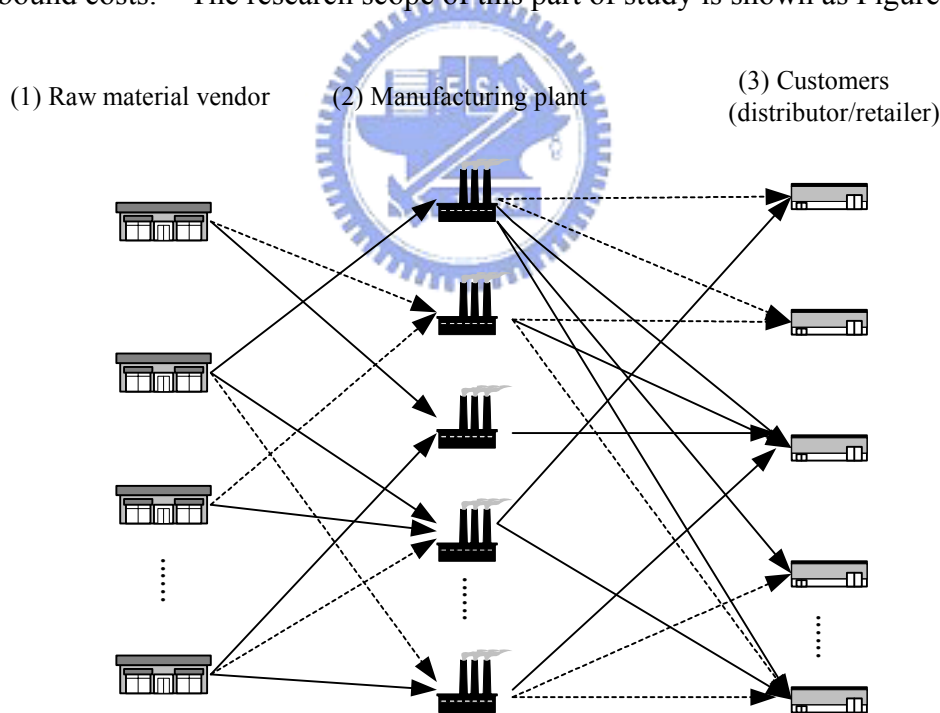 bound costs. The research scope of this part of study is shown as Figure
(1) Raw material vendor
(2) Manufacturing plant
(3) Customers
(distributor/retailer)